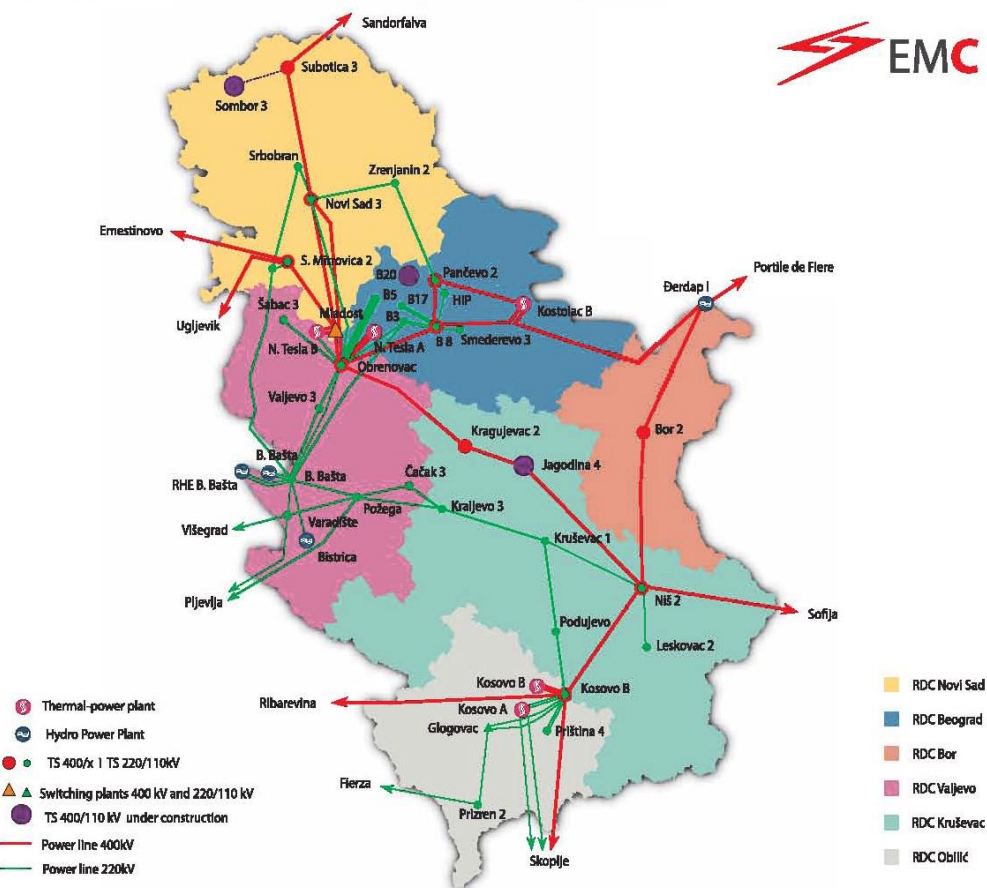 Sandorfalva
EMC
Subotica 3
Sombor 3
Srbobran
Zrenjanin 2
Novi Sad 3
Ernestinovo
S. Mitrovica 2
B20
Pančevo 2
Portile de Fiere
Đerdap I
B5
B17
HIP
Kostolac B
Šabac 3
Mladost
B3
Ugljevik
N. Tesla B
N. Tesla A
B 8
Smederevo 3
Obrenovac
Valjevo 3
Kragujevac 2
Bor 2
B. Bašta
Jagodina 4
RHE B. Bašta
B. Bašta
Čačak 3
Požega
Kraljevo 3
Višegrad
Varadište
Kruševac 1
Bistrica
Pljevlja
Niš 2
Sofija
Podujevo
Leskovac 2
Kosovo B
Kosovo B
Ribarevina
Kosovo A
Glogovac
Priština 4
Fierza
Prizren 2
Skoplje
Thermal-power plant
Hydro Power Plant
TS 400/x I TS 220/110kV
Switching plants 400 kV and 220/110 kV
TS 400/110 kV under construction
Power line 400kV
Power line 220kV
RDC Novi Sad
RDC Beograd
RDC Bor
RDC Valjevo
RDC Kruševac
RDC Obilić